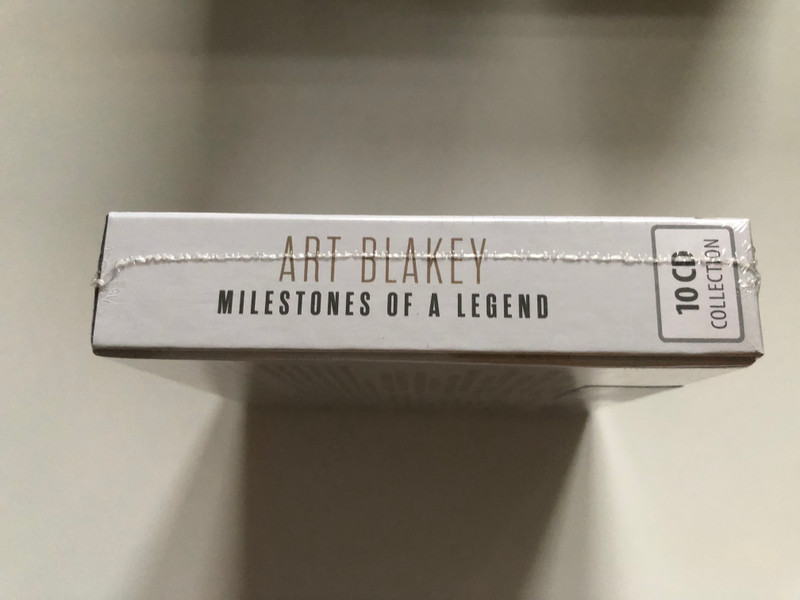 ART BLAKEY
MILESTONES OF A LEGEND
10 CD
COLLECTION